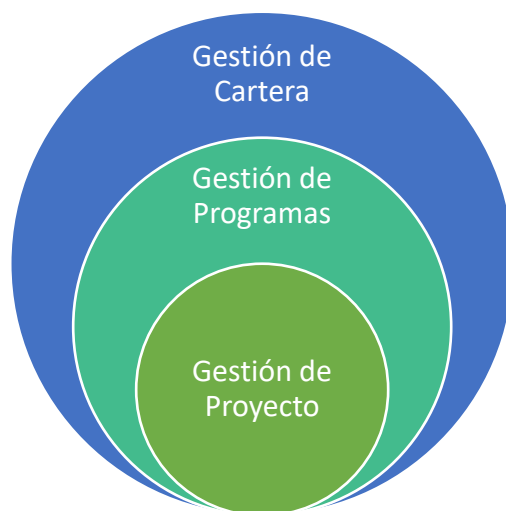 Gestión de
Cartera
Gestión de
Programas
Gestión de
Proyecto